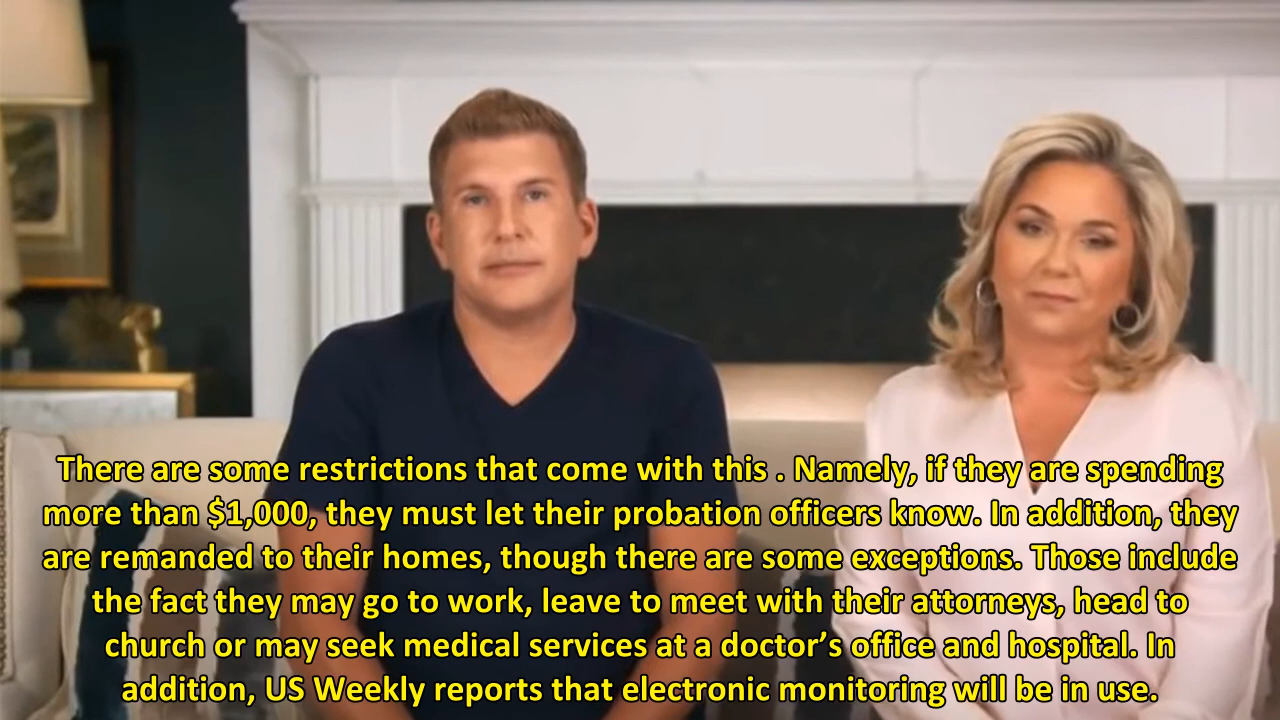 There are some restrictions that come with this . Namely, if they are spending
more than $1,000, they must let their probation officers know. In addition, they
are remanded to their homes, though there are some exceptions. Those include
the fact they may go to work, leave to meet with their attorneys, head to
church or may seek medical services at a doctor’s office and hospital. In
addition, US Weekly reports that electronic monitoring will be in use.